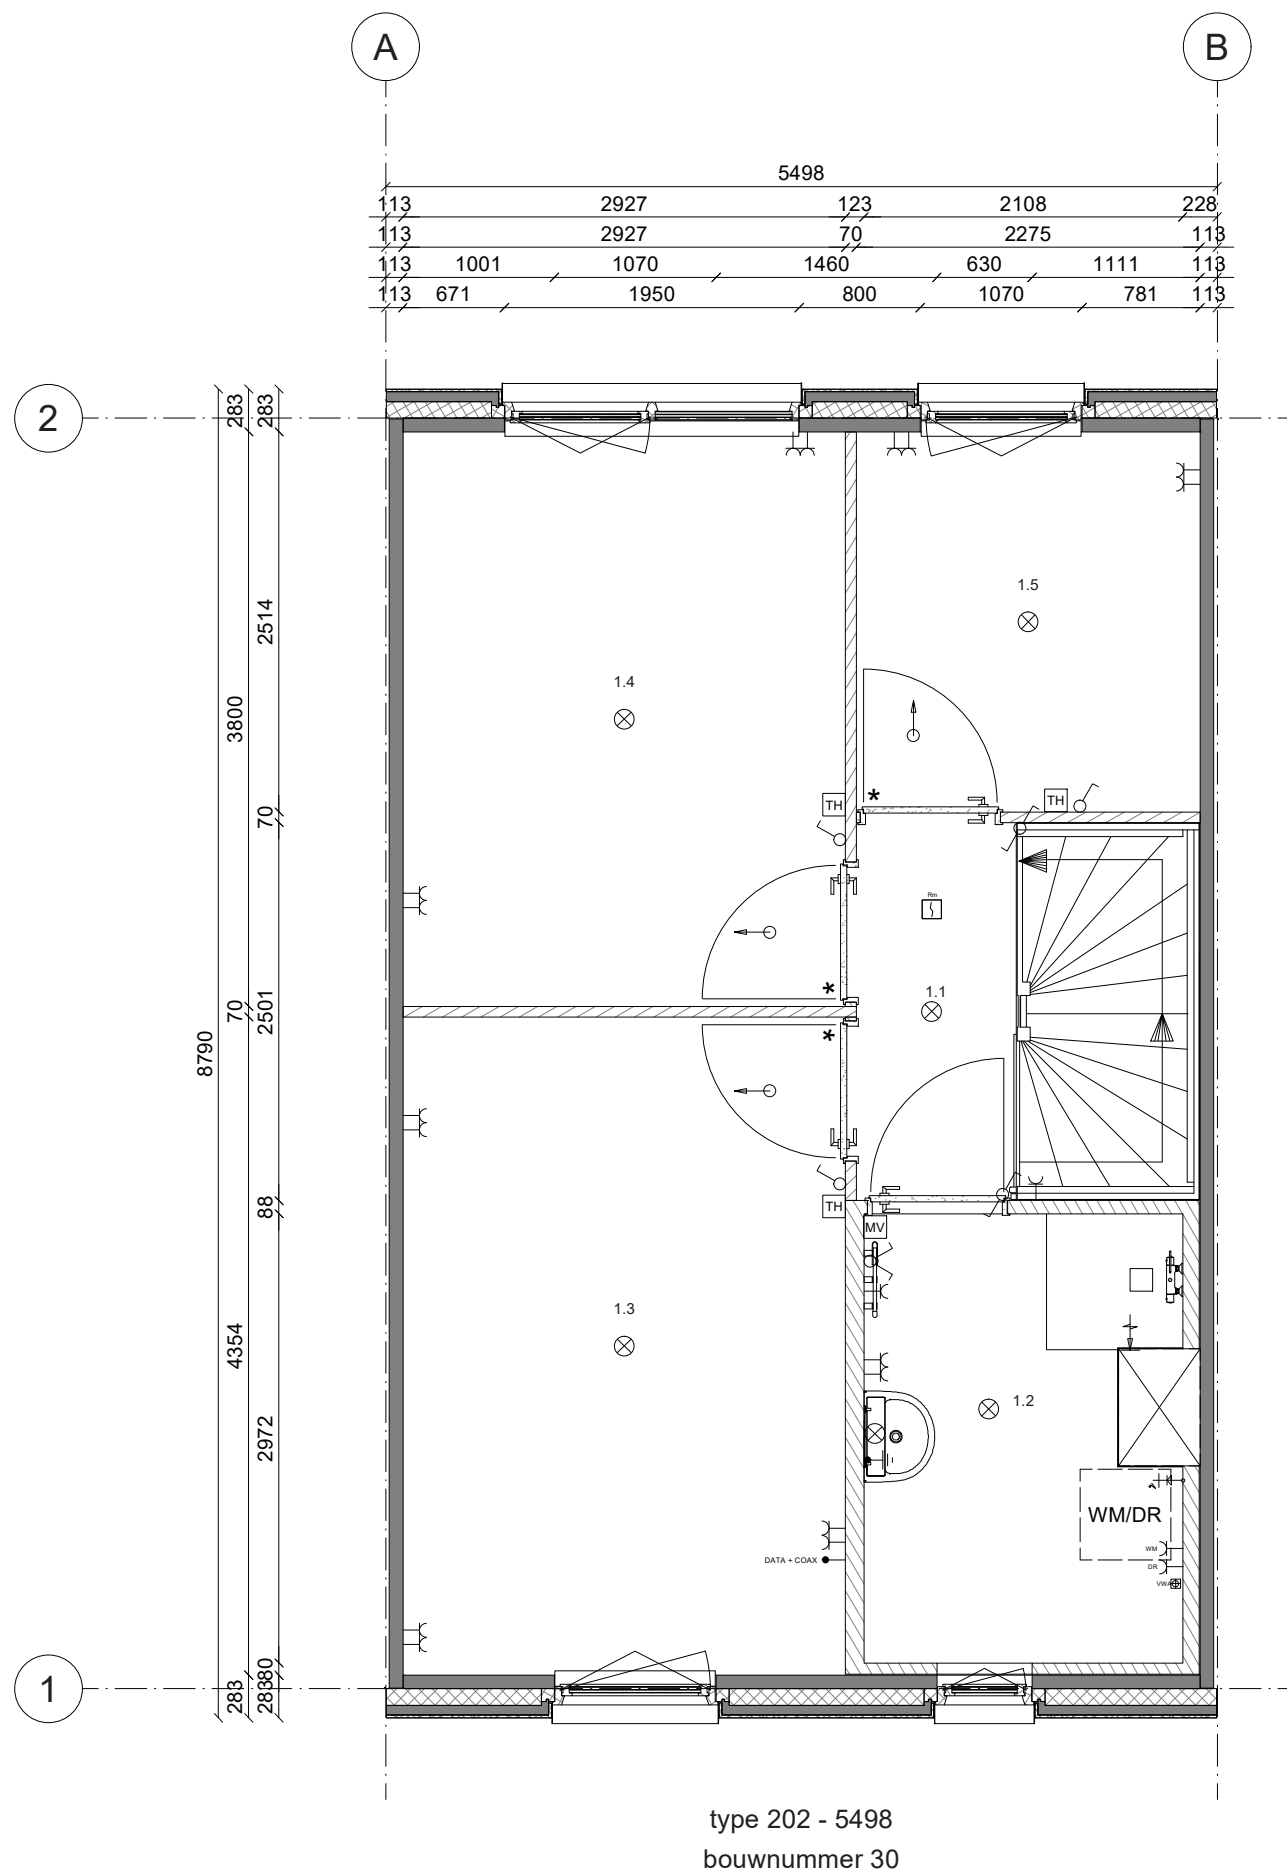 A B
5498
113 2927 123 2108 228
113 2927 70 2275 113
113 1001 1070 1460 630 1111 113
113 671 1950 800 1070 781 113
2
283 283
2514
3800
70
70
2501
8790
88
4354
2972
80
283 283
1
1.5
1.4
TH
*
TH
Rm
1.1
*
*
TH
MV
1.3
1.2
WM/DR
DATA + COAX
WM
DR
VWA
type 202 - 5498
bouwnummer 30